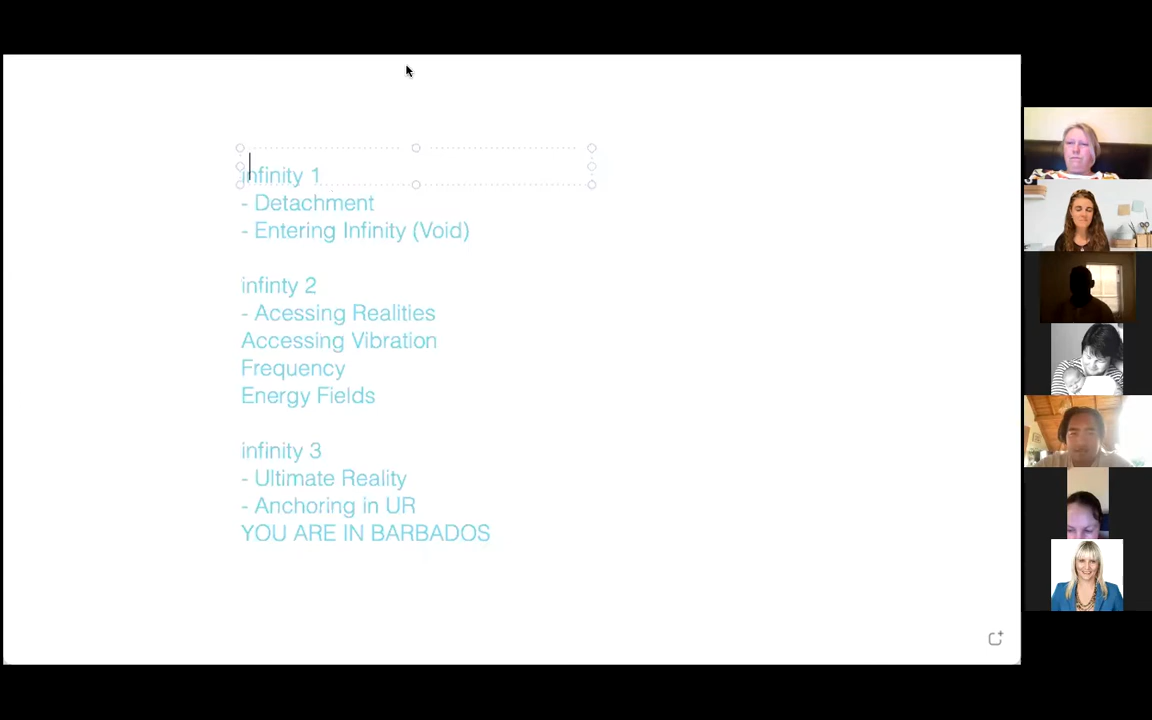 infinity 1
- Detachment
- Entering Infinity (Void)
infinty 2
- Acessing Realities
Accessing Vibration
Frequency
Energy Fields
infinity 3
- Ultimate Reality
- Anchoring in UR
YOU ARE IN BARBADOS